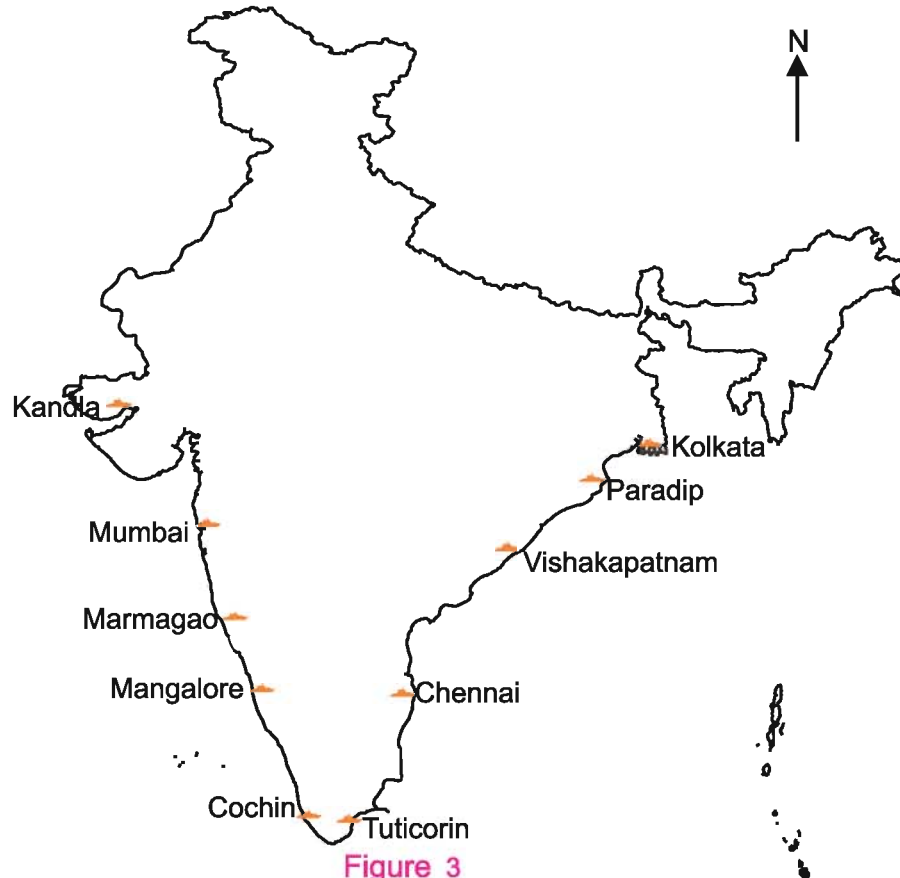 N
Kandla
Kolkata
Paradip
Mumbai
Vishakapatnam
Marmagao
Mangalore
Chennai
Cochin
Tuticorin
Figure 3